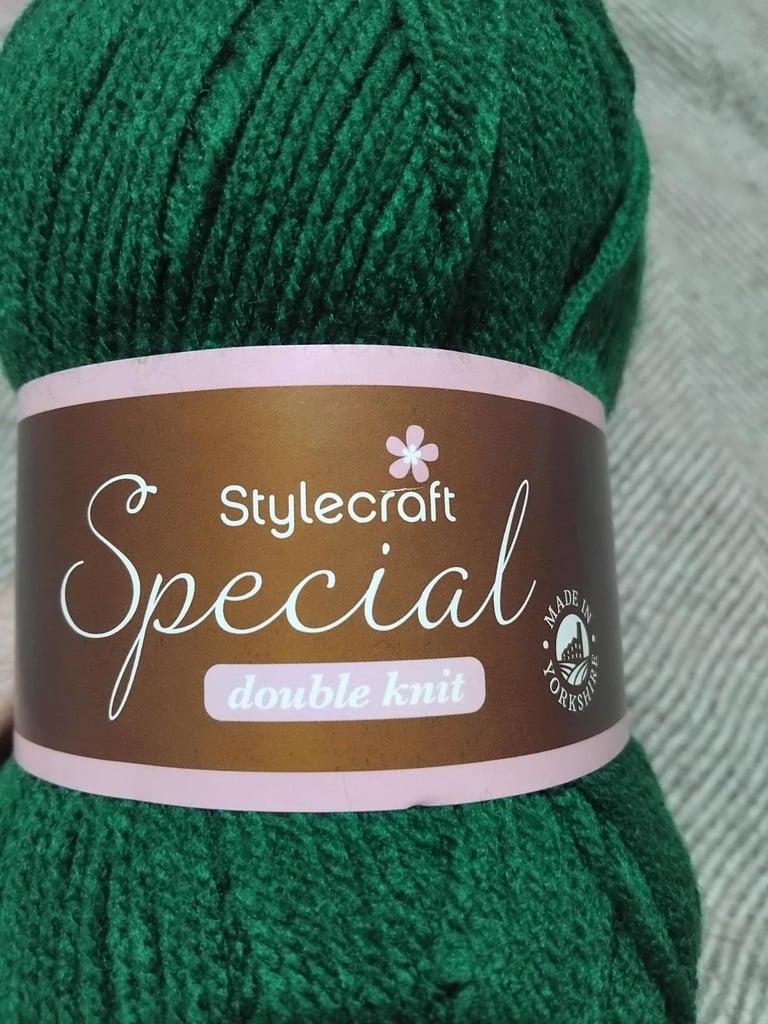 Stylecraft
Special
double knit
MADE IN
YORKSHIRE